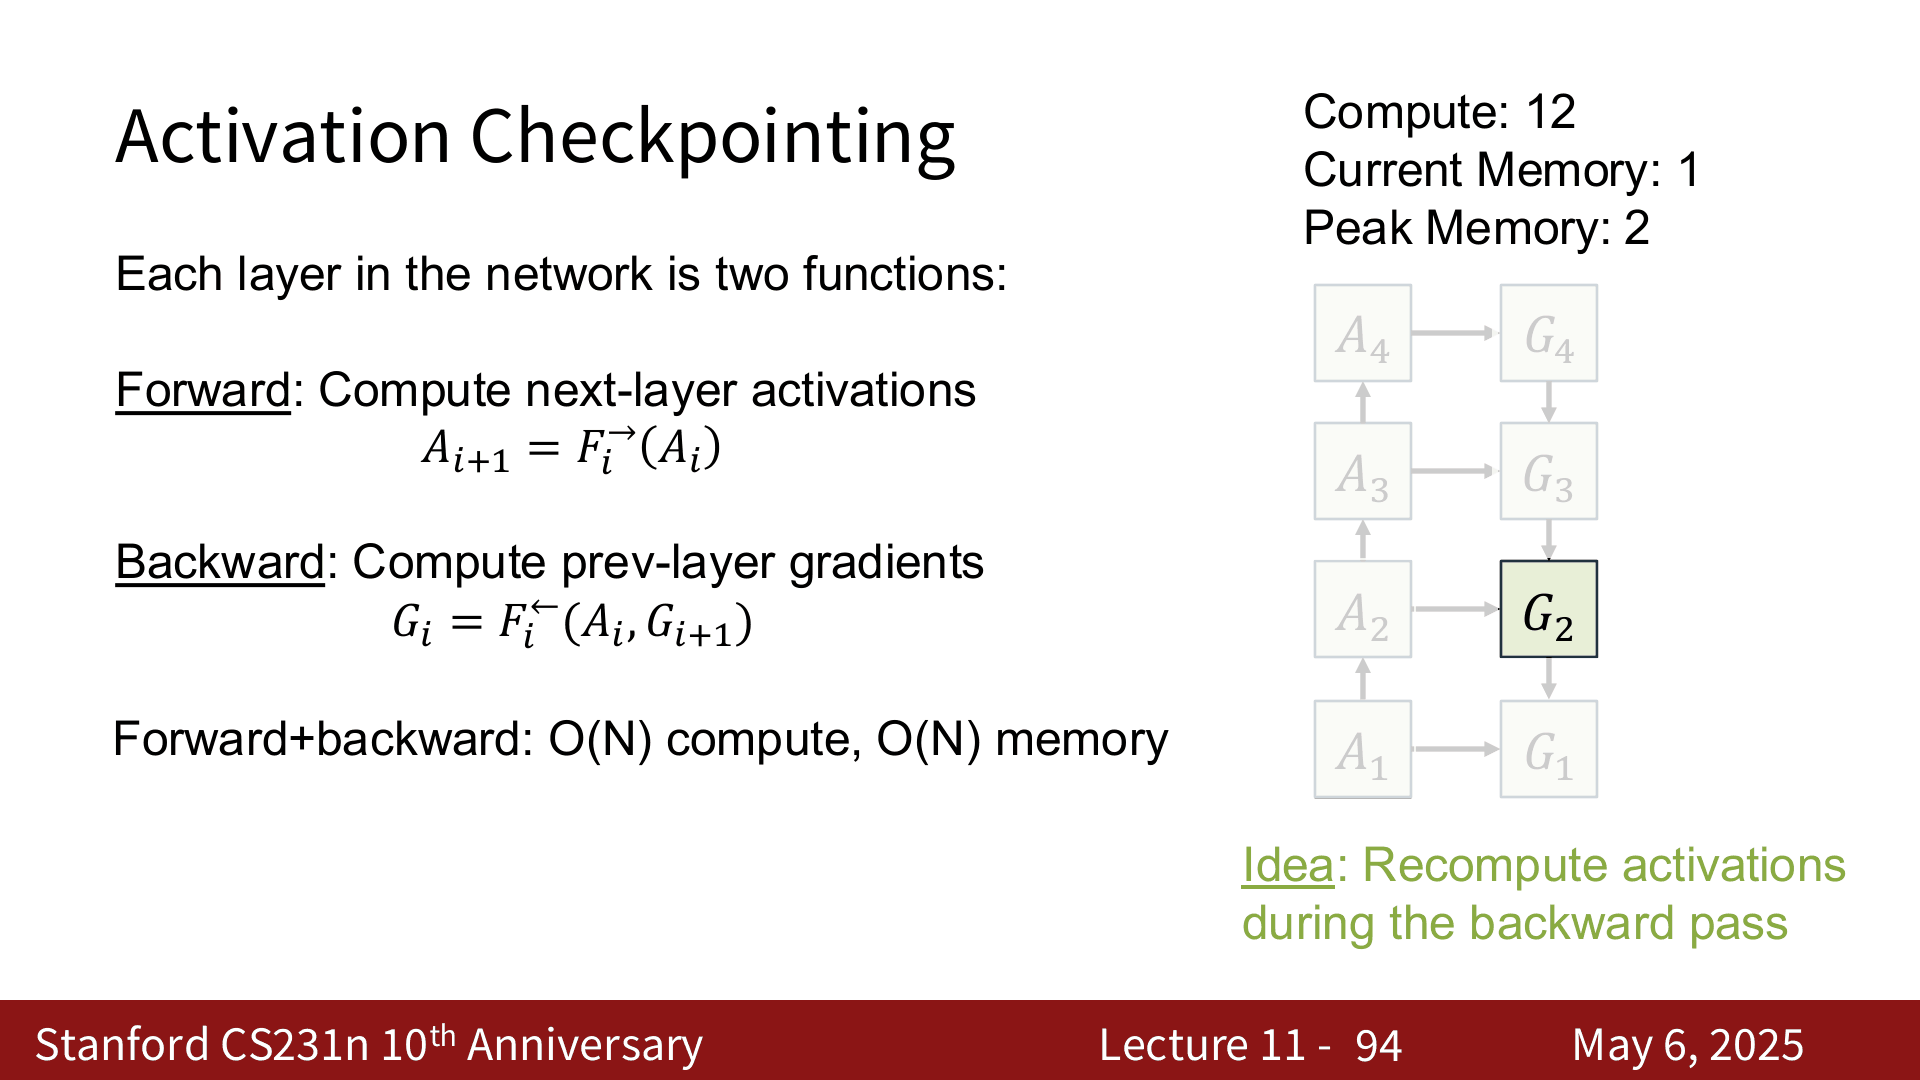 Activation Checkpointing
Each layer in the network is two functions:
Forward: Compute next-layer activations
A_{i+1} = F_i^→(A_i)
Backward: Compute prev-layer gradients
G_i = F_i^←(A_i, G_{i+1})
Forward+backward: O(N) compute, O(N) memory
Compute: 12
Current Memory: 1
Peak Memory: 2
A_4 G_4
A_3 G_3
A_2 G_2
A_1 G_1
Idea: Recompute activations
during the backward pass
Stanford CS231n 10th Anniversary Lecture 11 - 94 May 6, 2025